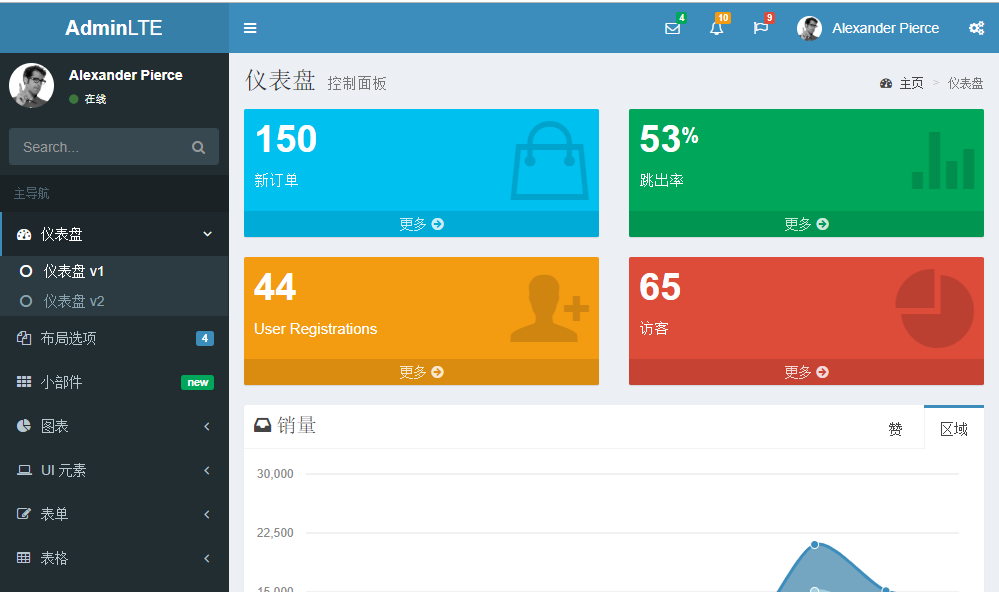 AdminLTE
4
10
9
Alexander Pierce
Alexander Pierce
在线
Search...
主导航
仪表盘
仪表盘 v1
仪表盘 v2
布局选项 4
小部件 new
图表
UI 元素
表单
表格
仪表盘 控制面板
主页 > 仪表盘
150
新订单
更多
53%
跳出率
更多
44
User Registrations
更多
65
访客
更多
销量
赞
区域
30,000
22,500
15,000